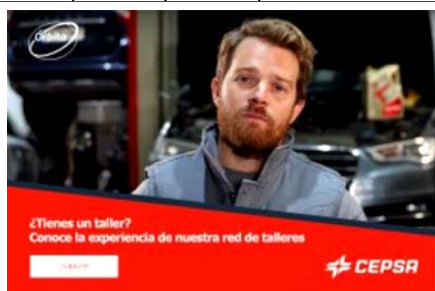 Orbita
¿Tienes un taller?
Conoce la experiencia de nuestra red de talleres
CEPSA